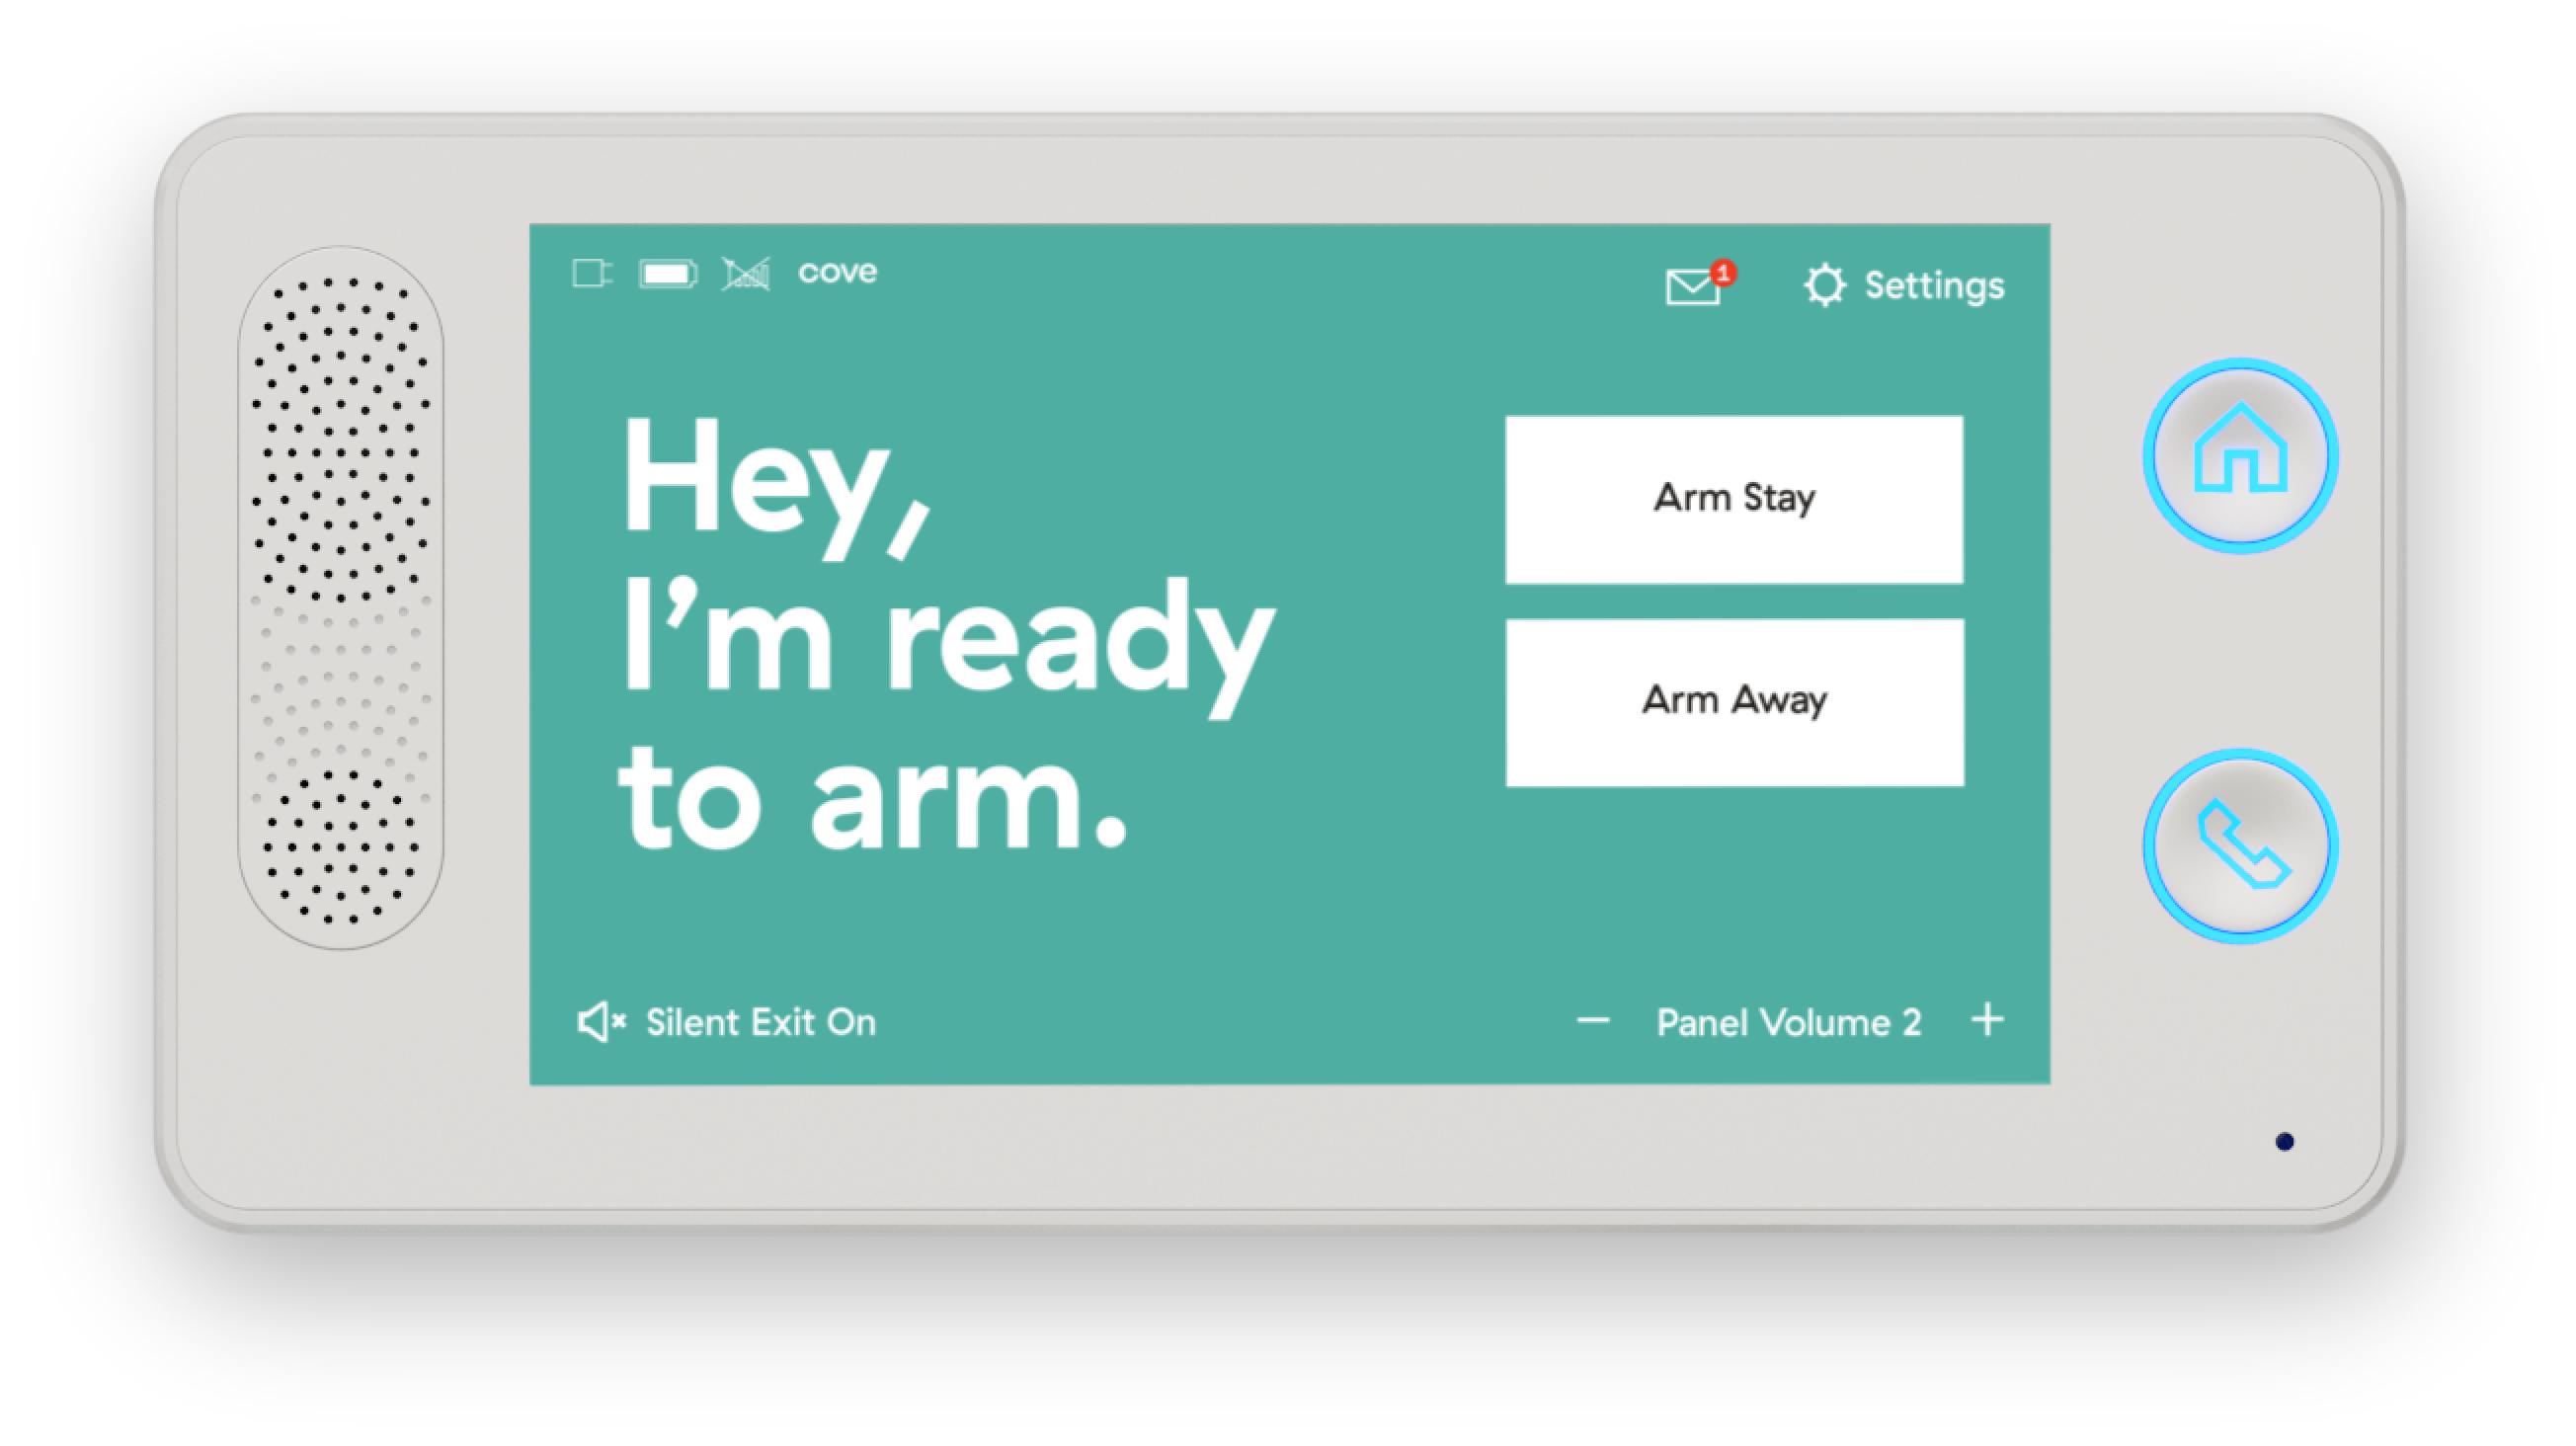 cove
1
Settings
Hey,
I'm ready
to arm.
Arm Stay
Arm Away
Silent Exit On
− Panel Volume 2 +